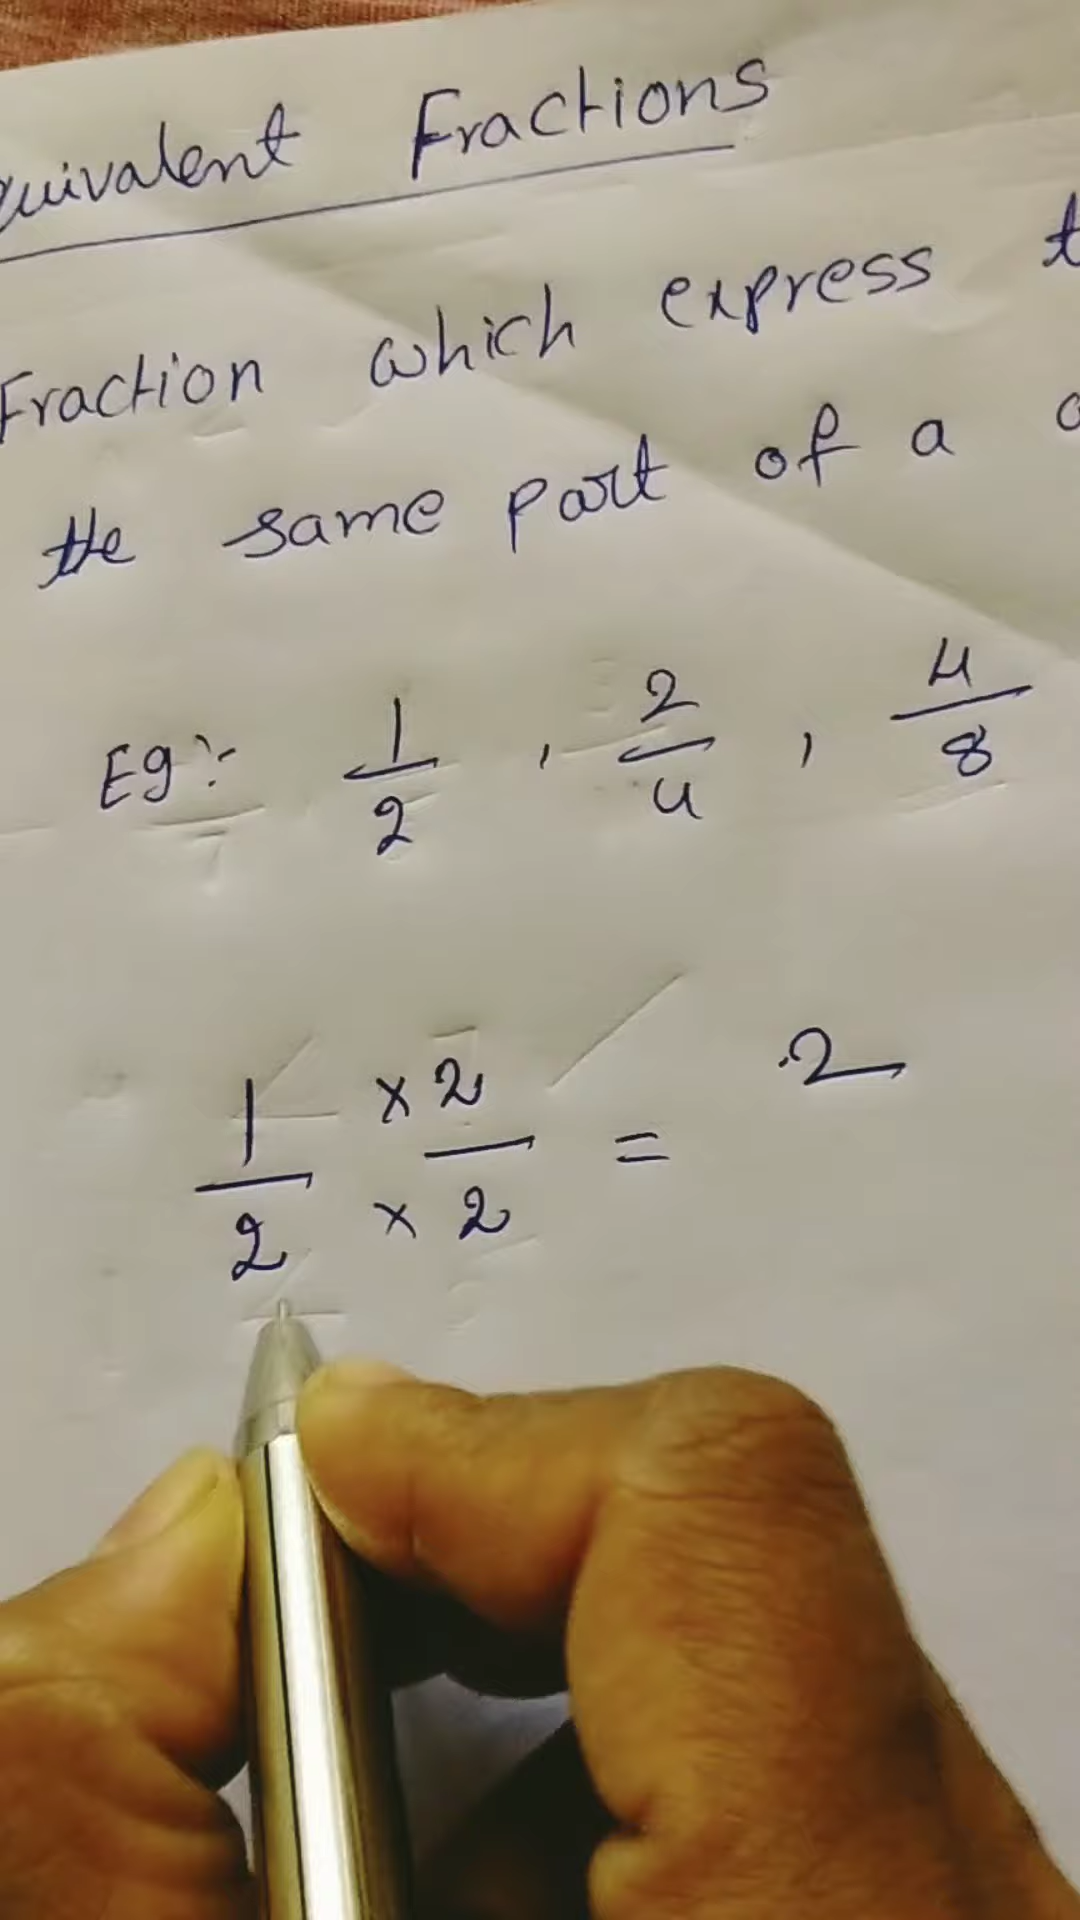 quivalent Fractions
Fraction which express t
the same part of a
Eg:- 1/2 , 2/4 , 4/8
1/2 ×2/×2 = 2